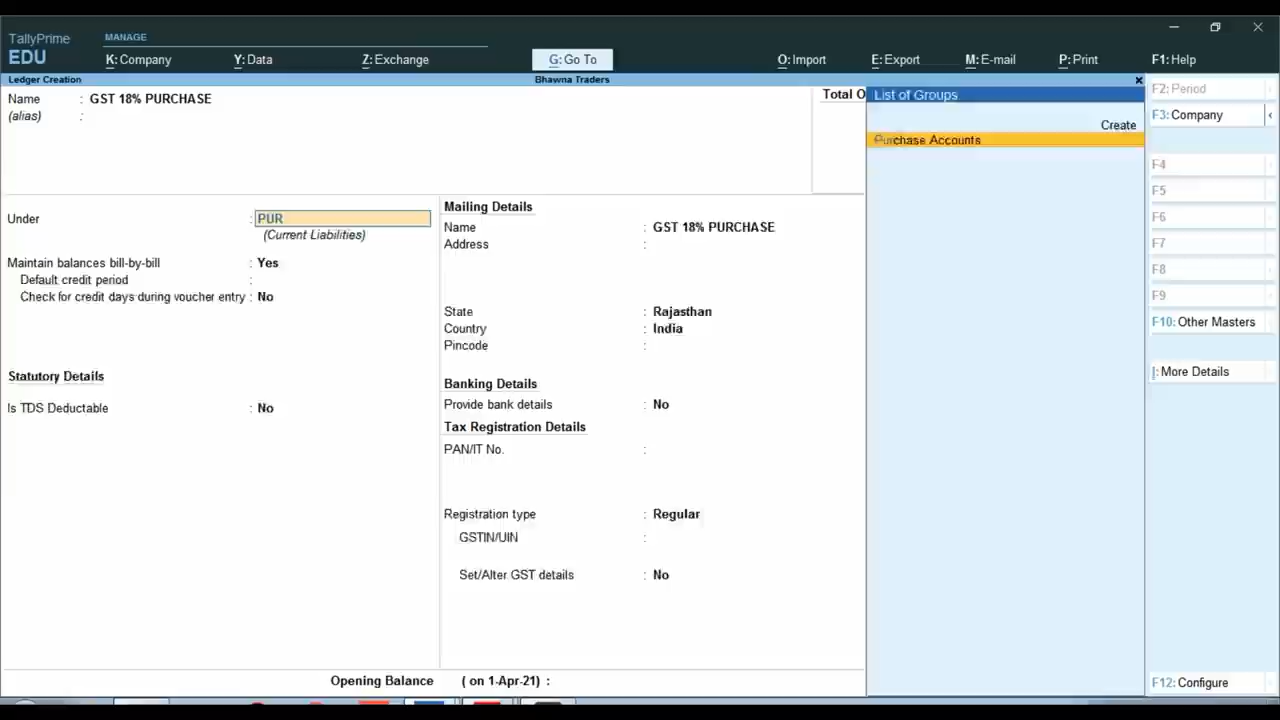 TallyPrime
EDU
MANAGE
K: Company
Y: Data
Z: Exchange
G: Go To
O: Import
E: Export
M: E-mail
P: Print
F1: Help
Ledger Creation
Bhawna Traders
Name : GST 18% PURCHASE
(alias) :
Total O
List of Groups
Create
Purchase Accounts
Under : PUR
(Current Liabilities)
Maintain balances bill-by-bill : Yes
Default credit period :
Check for credit days during voucher entry : No
Statutory Details
Is TDS Deductable : No
Mailing Details
Name : GST 18% PURCHASE
Address :
State : Rajasthan
Country : India
Pincode :
Banking Details
Provide bank details : No
Tax Registration Details
PAN/IT No. :
Registration type : Regular
GSTIN/UIN :
Set/Alter GST details : No
Opening Balance ( on 1-Apr-21) :
F2: Period
F3: Company
F4
F5
F6
F7
F8
F9
F10: Other Masters
I: More Details
F12: Configure